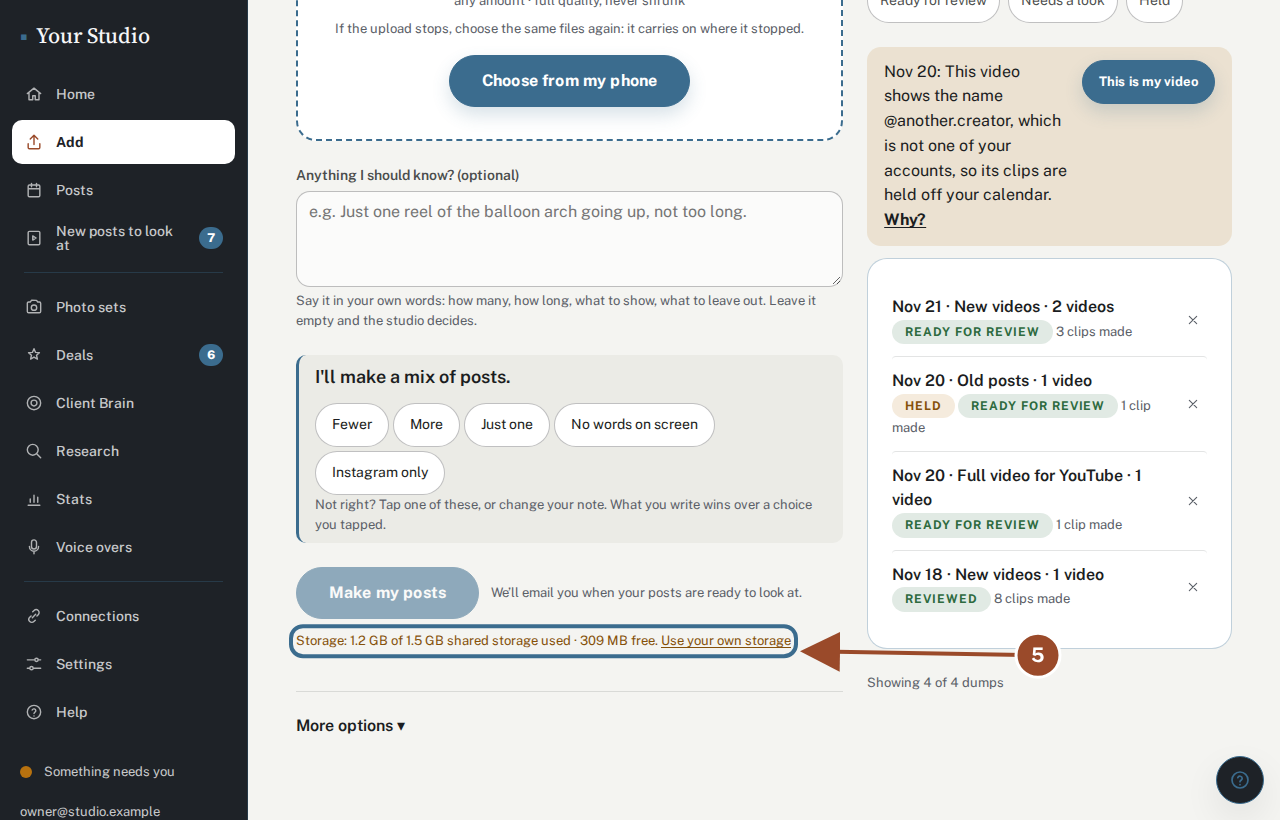 Your Studio
Home
Add
Posts
New posts to look
at
7
Photo sets
Deals
6
Client Brain
Research
Stats
Voice overs
Connections
Settings
Help
Something needs you
owner@studio.example
any amount · full quality, never shrunk
If the upload stops, choose the same files again: it carries on where it stopped.
Choose from my phone
Anything I should know? (optional)
e.g. Just one reel of the balloon arch going up, not too long.
Say it in your own words: how many, how long, what to show, what to leave out. Leave it
empty and the studio decides.
I'll make a mix of posts.
Fewer
More
Just one
No words on screen
Instagram only
Not right? Tap one of these, or change your note. What you write wins over a choice
you tapped.
Make my posts
We'll email you when your posts are ready to look at.
Storage: 1.2 GB of 1.5 GB shared storage used · 309 MB free. Use your own storage
5
More options ▾
Ready for review
Needs a look
Held
Nov 20: This video
shows the name
@another.creator, which
is not one of your
accounts, so its clips are
held off your calendar.
Why?
This is my video
Nov 21 · New videos · 2 videos
READY FOR REVIEW 3 clips made
×
Nov 20 · Old posts · 1 video
HELD READY FOR REVIEW 1 clip
made
×
Nov 20 · Full video for YouTube · 1
video
READY FOR REVIEW 1 clip made
×
Nov 18 · New videos · 1 video
REVIEWED 8 clips made
×
Showing 4 of 4 dumps